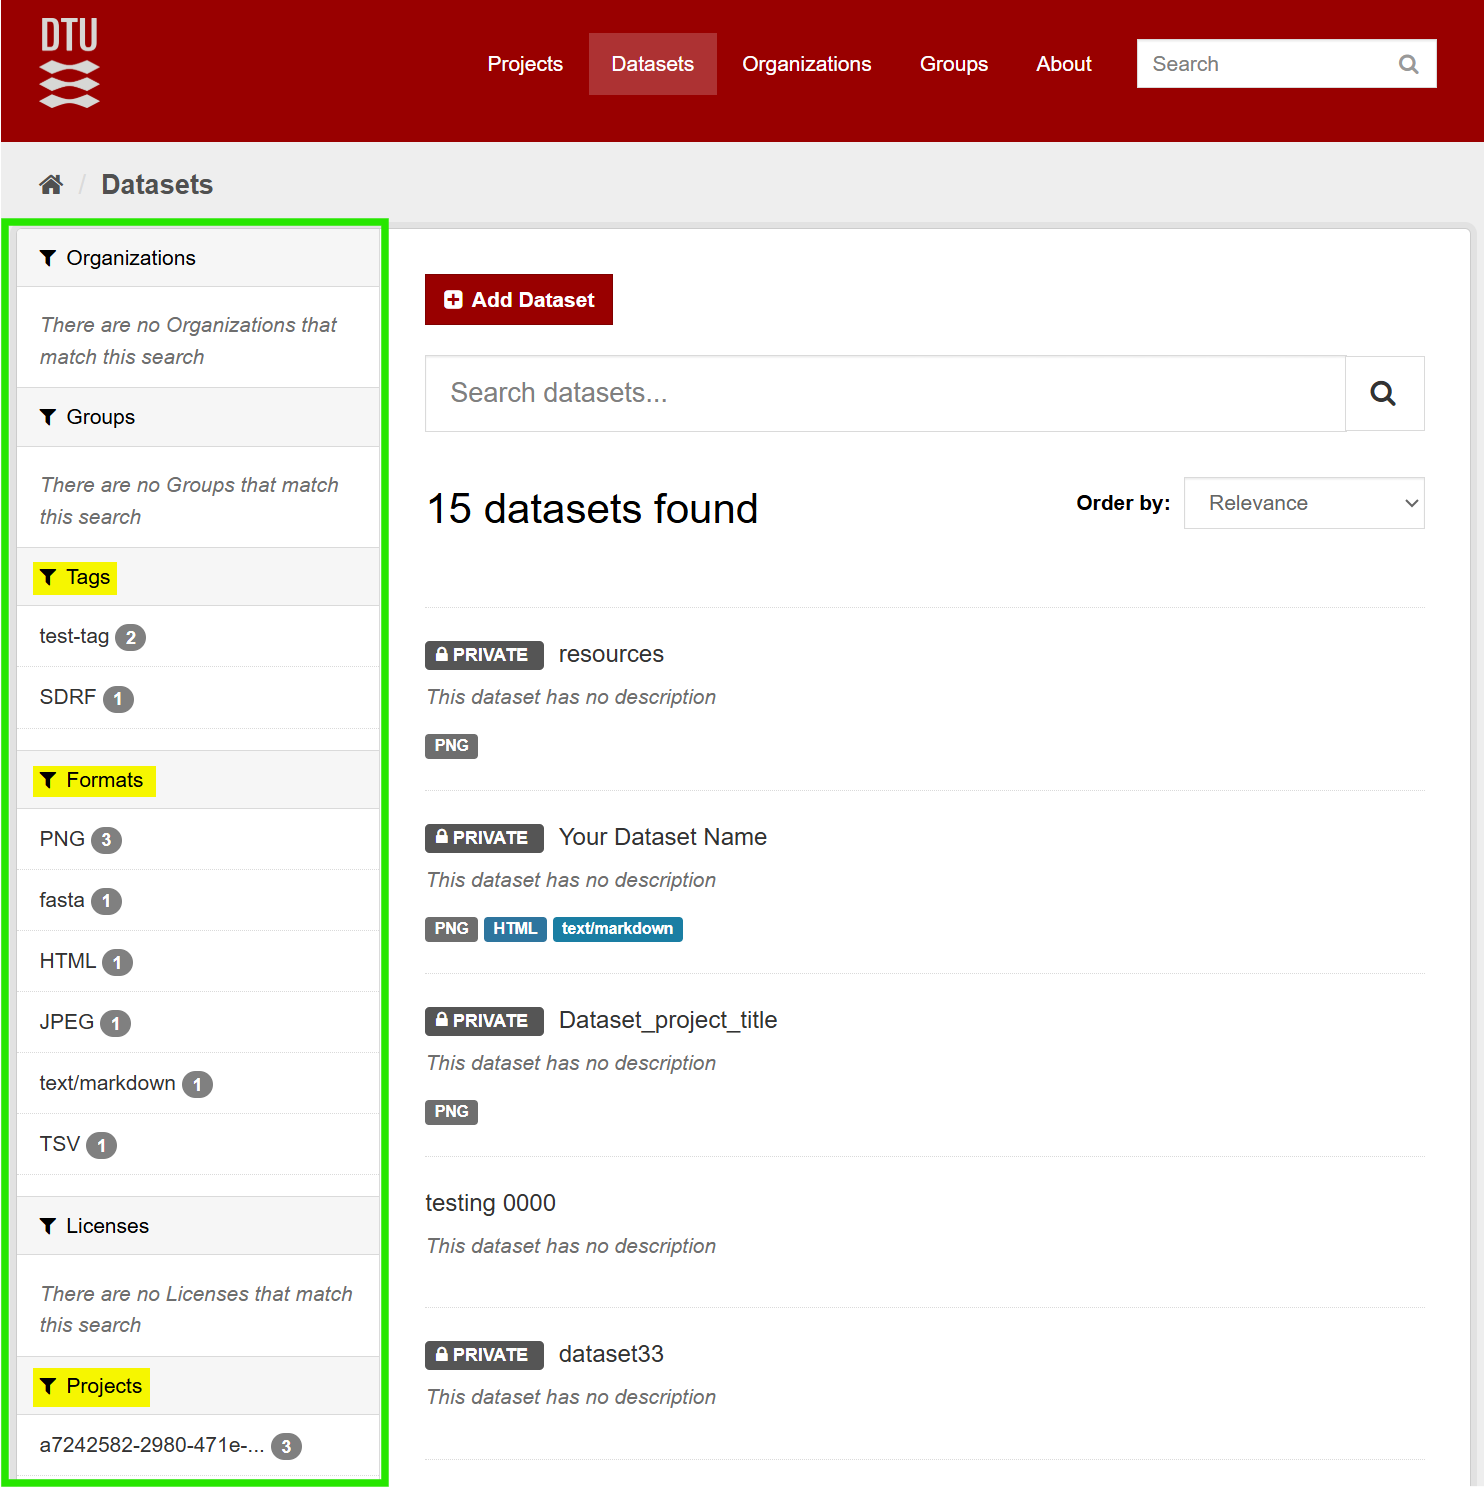 DTU
Projects
Datasets
Organizations
Groups
About
Search
/ Datasets
Organizations
There are no Organizations that
match this search
Groups
There are no Groups that match
this search
Tags
test-tag 2
SDRF 1
Formats
PNG 3
fasta 1
HTML 1
JPEG 1
text/markdown 1
TSV 1
Licenses
There are no Licenses that match
this search
Projects
a7242582-2980-471e-... 3
Add Dataset
Search datasets...
15 datasets found
Order by: Relevance
PRIVATE resources
This dataset has no description
PNG
PRIVATE Your Dataset Name
This dataset has no description
PNG HTML text/markdown
PRIVATE Dataset_project_title
This dataset has no description
PNG
testing 0000
This dataset has no description
PRIVATE dataset33
This dataset has no description